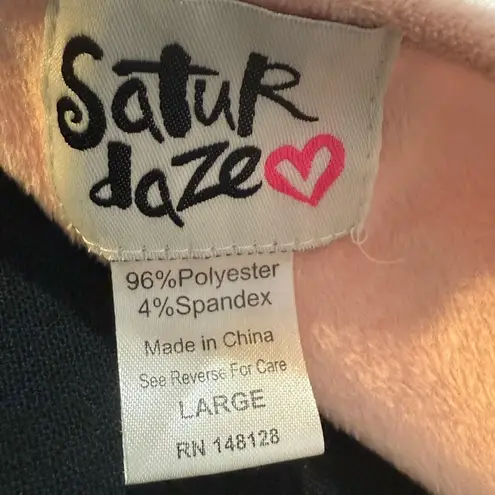 SatuR
daze
96%Polyester
4%Spandex
Made in China
See Reverse For Care
LARGE
RN 148128